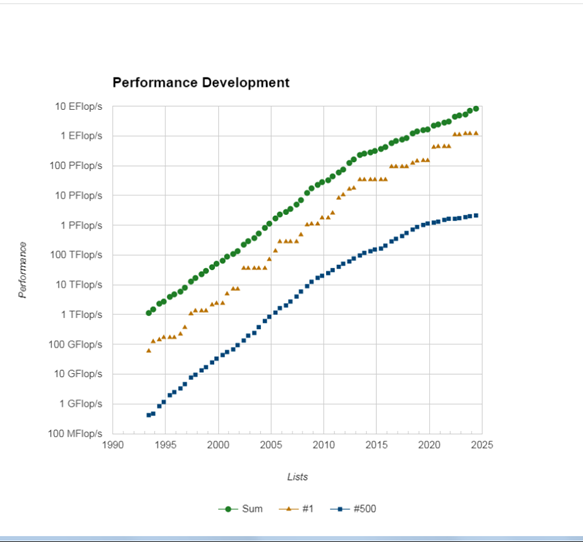 Performance Development
10 EFlop/s
1 EFlop/s
100 PFlop/s
10 PFlop/s
1 PFlop/s
100 TFlop/s
10 TFlop/s
1 TFlop/s
100 GFlop/s
10 GFlop/s
1 GFlop/s
100 MFlop/s
Performance
1990 1995 2000 2005 2010 2015 2020 2025
Lists
Sum #1 #500